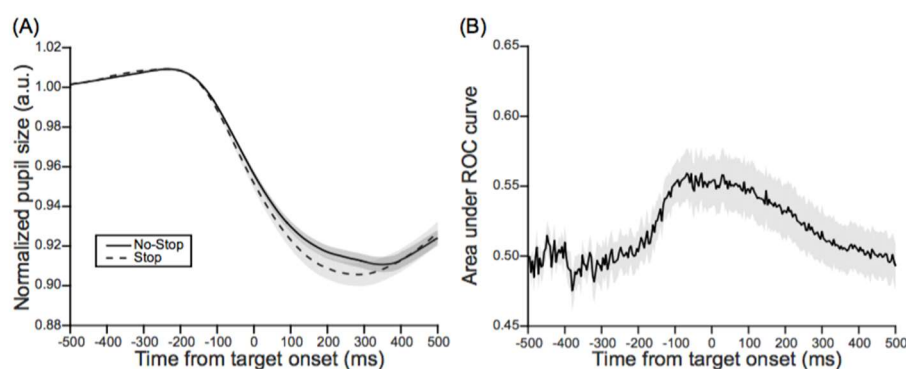 (A)
Normalized pupil size (a.u.)
1.02
1.00
0.98
0.96
0.94
0.92
0.90
0.88
No-Stop
Stop
-500 -400 -300 -200 -100 0 100 200 300 400 500
Time from target onset (ms)
(B)
Area under ROC curve
0.65
0.60
0.55
0.50
0.45
-500 -400 -300 -200 -100 0 100 200 300 400 500
Time from target onset (ms)